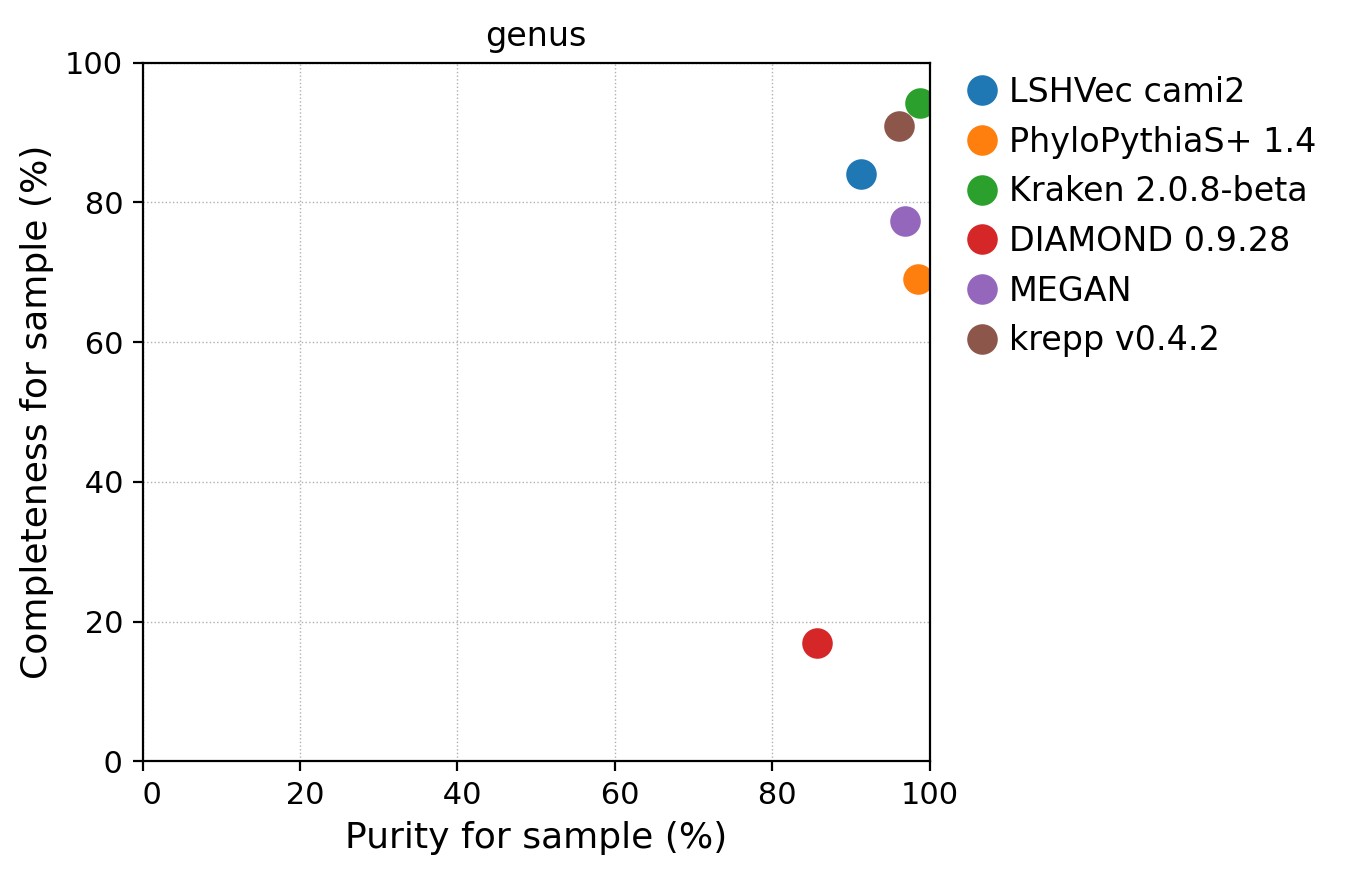 genus
100
80
60
40
20
0
Completeness for sample (%)
0 20 40 60 80 100
Purity for sample (%)
LSHVec cami2
PhyloPythiaS+ 1.4
Kraken 2.0.8-beta
DIAMOND 0.9.28
MEGAN
krepp v0.4.2